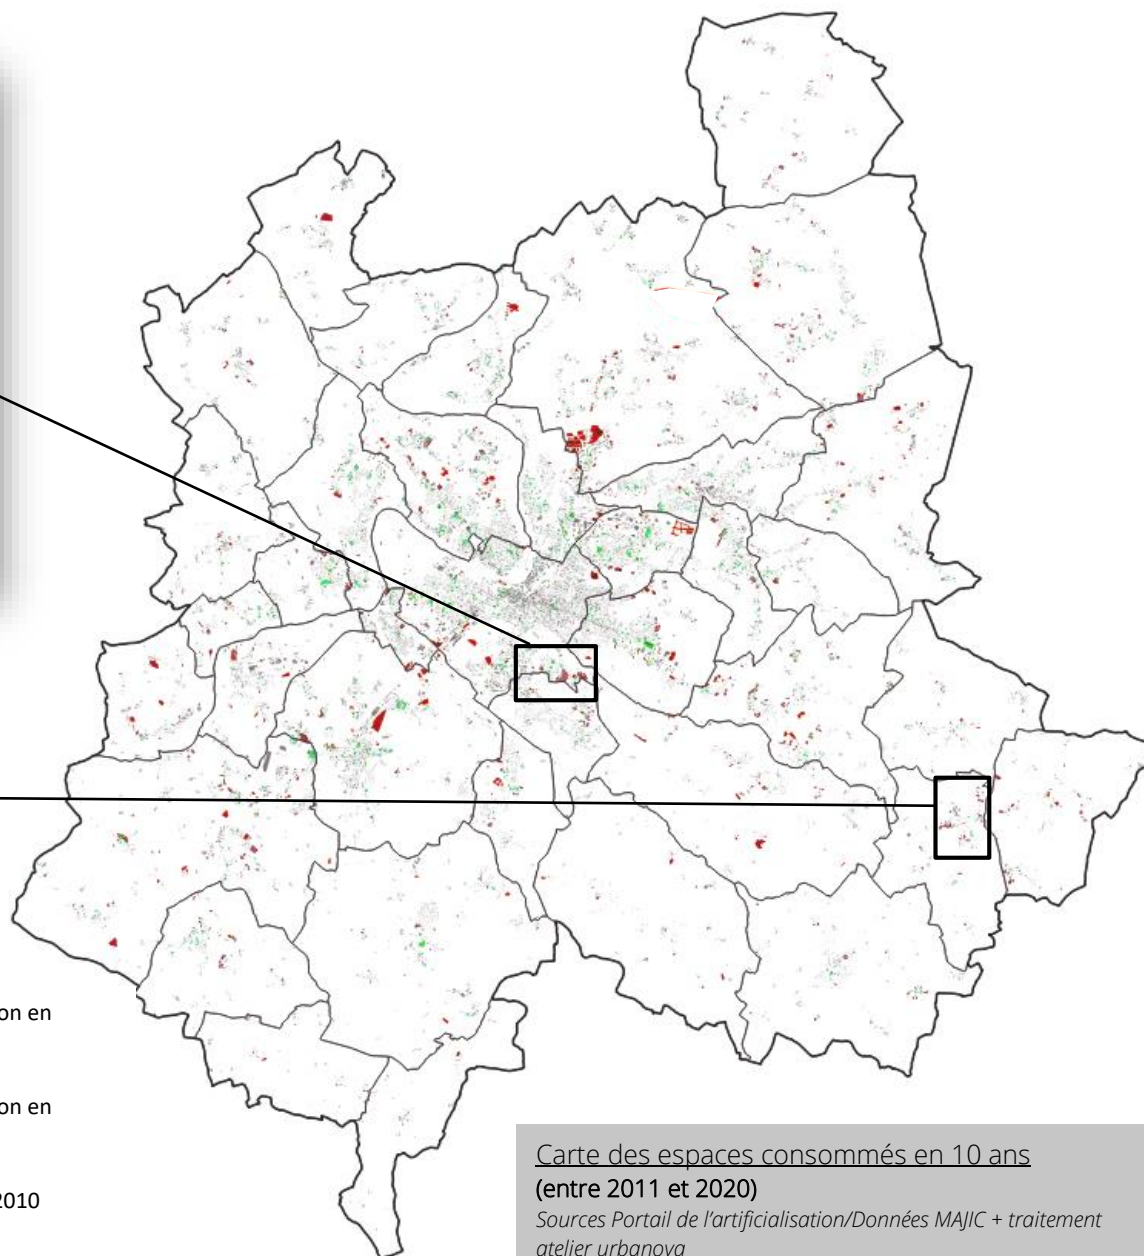 on en
on en
2010
Carte des espaces consommés en 10 ans
(entre 2011 et 2020)
Sources Portail de l'artificialisation/Données MAJIC + traitement
atelier urbanova